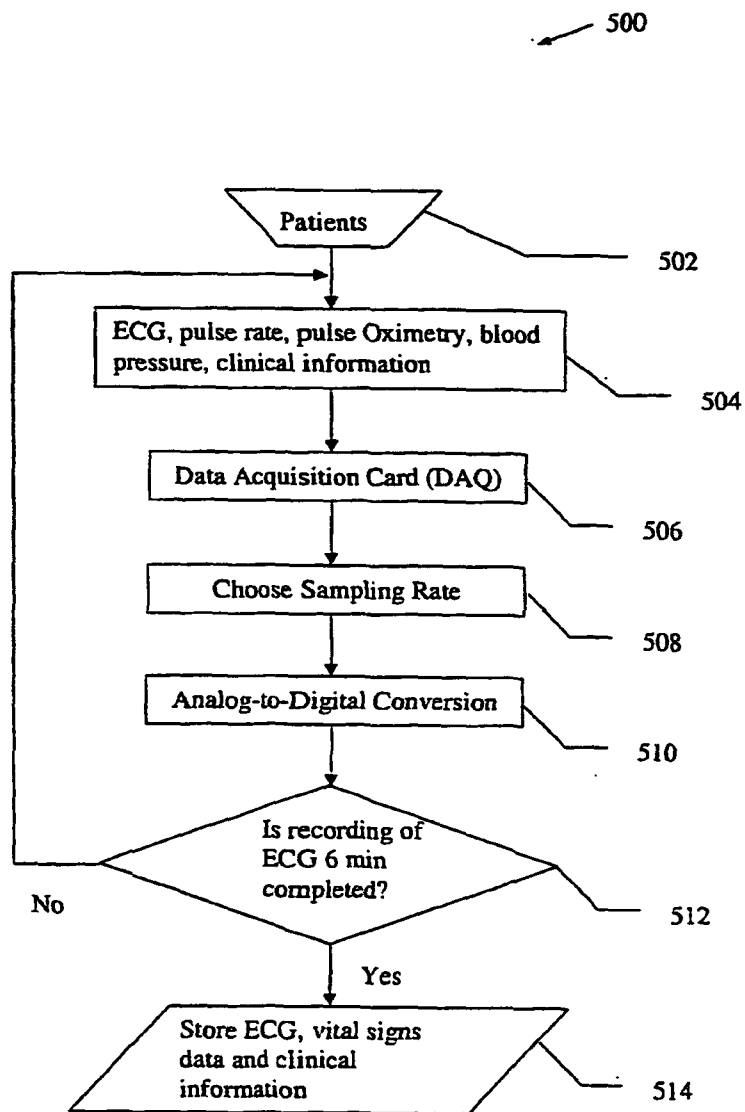 500
Patients
502
ECG, pulse rate, pulse Oximetry, blood
pressure, clinical information
504
Data Acquisition Card (DAQ)
506
Choose Sampling Rate
508
Analog-to-Digital Conversion
510
Is recording of
ECG 6 min
completed?
No
512
Yes
Store ECG, vital signs
data and clinical
information
514